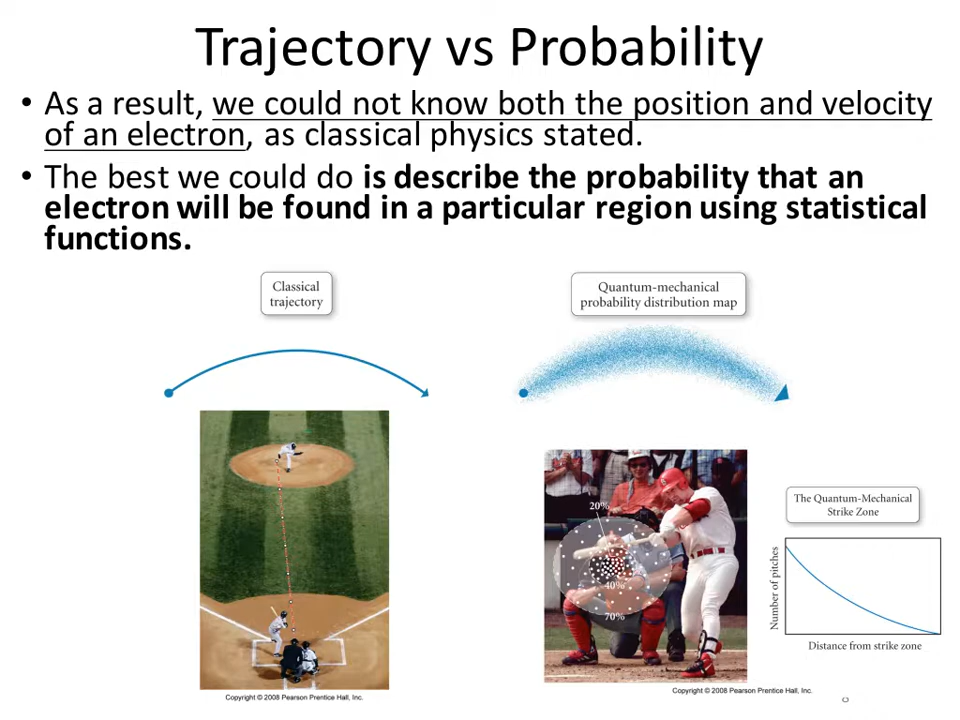 Trajectory vs Probability
• As a result, we could not know both the position and velocity
of an electron, as classical physics stated.
• The best we could do is describe the probability that an
electron will be found in a particular region using statistical
functions.
Classical
trajectory
Quantum-mechanical
probability distribution map
20%
40%
70%
The Quantum-Mechanical
Strike Zone
Number of pitches
Distance from strike zone
Copyright © 2008 Pearson Prentice Hall, Inc.
Copyright © 2008 Pearson Prentice Hall, Inc.